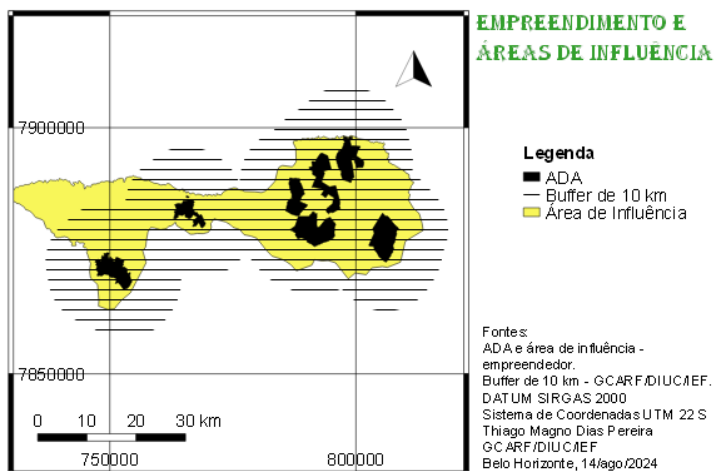 EMPREENDIMENTO E
ÁREAS DE INFLUÊNCIA
7900000
Legenda
ADA
Buffer de 10 km
Área de Influência
7850000
0 10 20 30 km
750000 800000
Fontes:
ADA e área de influência -
empreendedor.
Buffer de 10 km - GCARF/DIUC/IEF.
DATUM SIRGAS 2000
Sistema de Coordenadas UTM 22 S
Thiago Magno Dias Pereira
GCARF/DIUC/IEF
Belo Horizonte, 14/ago/2024